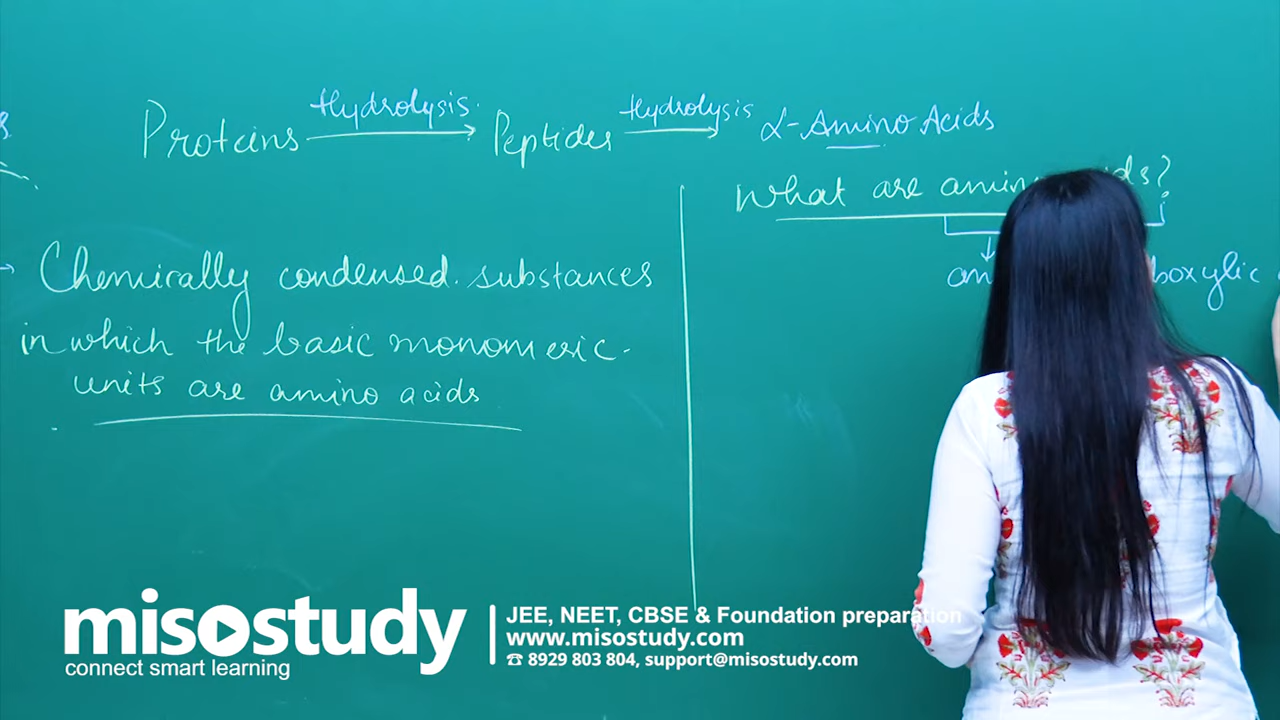 Proteins Hydrolysis Peptides Hydrolysis α-Amino Acids
Chemically condensed substances
in which the basic monomeric
units are amino acids
What are amino
misostudy
connect smart learning
JEE, NEET, CBSE & Foundation preparation
www.misostudy.com
☎ 8929 803 804, support@misostudy.com